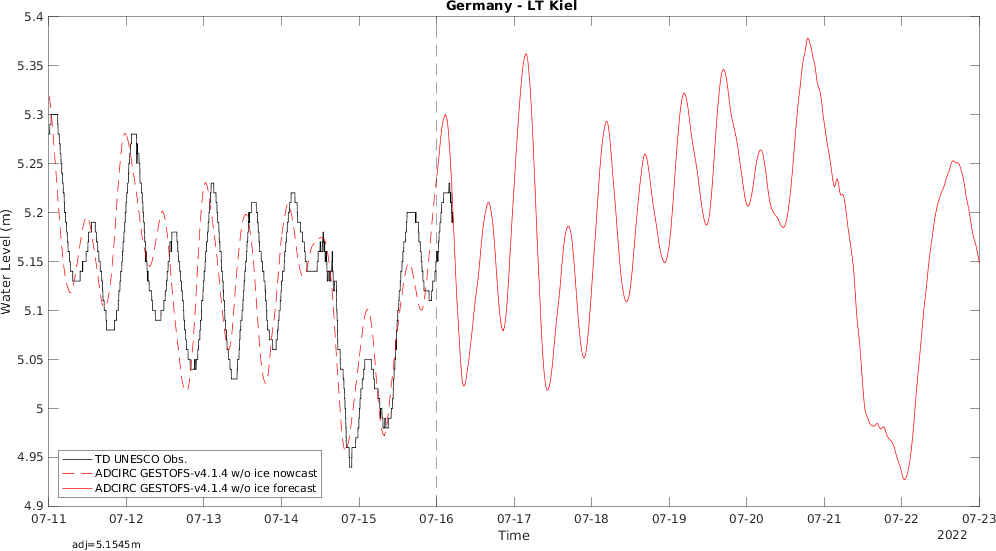 Germany - LT Kiel
5.4
5.35
5.3
5.25
5.2
5.15
5.1
5.05
5
4.95
4.9
Water Level (m)
TD UNESCO Obs.
ADCIRC GESTOFS-v4.1.4 w/o ice nowcast
ADCIRC GESTOFS-v4.1.4 w/o ice forecast
07-11 07-12 07-13 07-14 07-15 07-16 07-17 07-18 07-19 07-20 07-21 07-22 07-23
Time
2022
adj=5.1545m